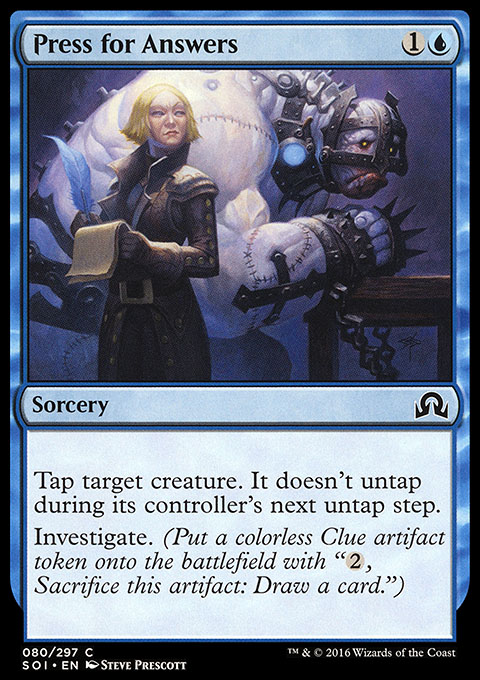 Press for Answers 1
Sorcery
Tap target creature. It doesn't untap
during its controller's next untap step.
Investigate. (Put a colorless Clue artifact
token onto the battlefield with “2,
Sacrifice this artifact: Draw a card.”)
080/297 C
SOI • EN Steve Prescott
™ & © 2016 Wizards of the Coast